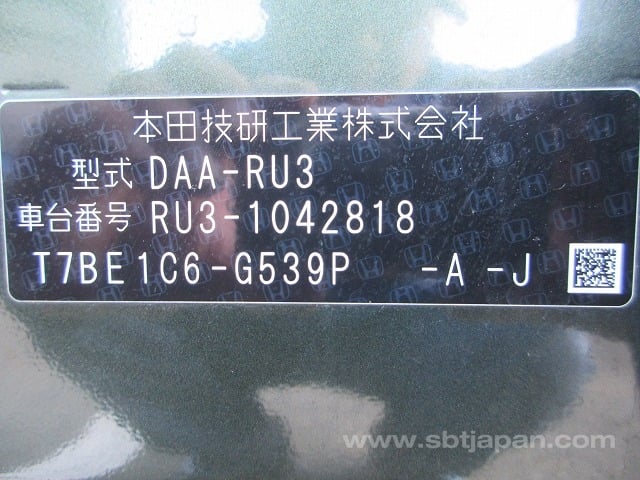 本田技研工業株式会社
型式 DAA-RU3
車台番号 RU3-1042818
T7BE1C6-G539P -A -J
www.sbtjapan.com